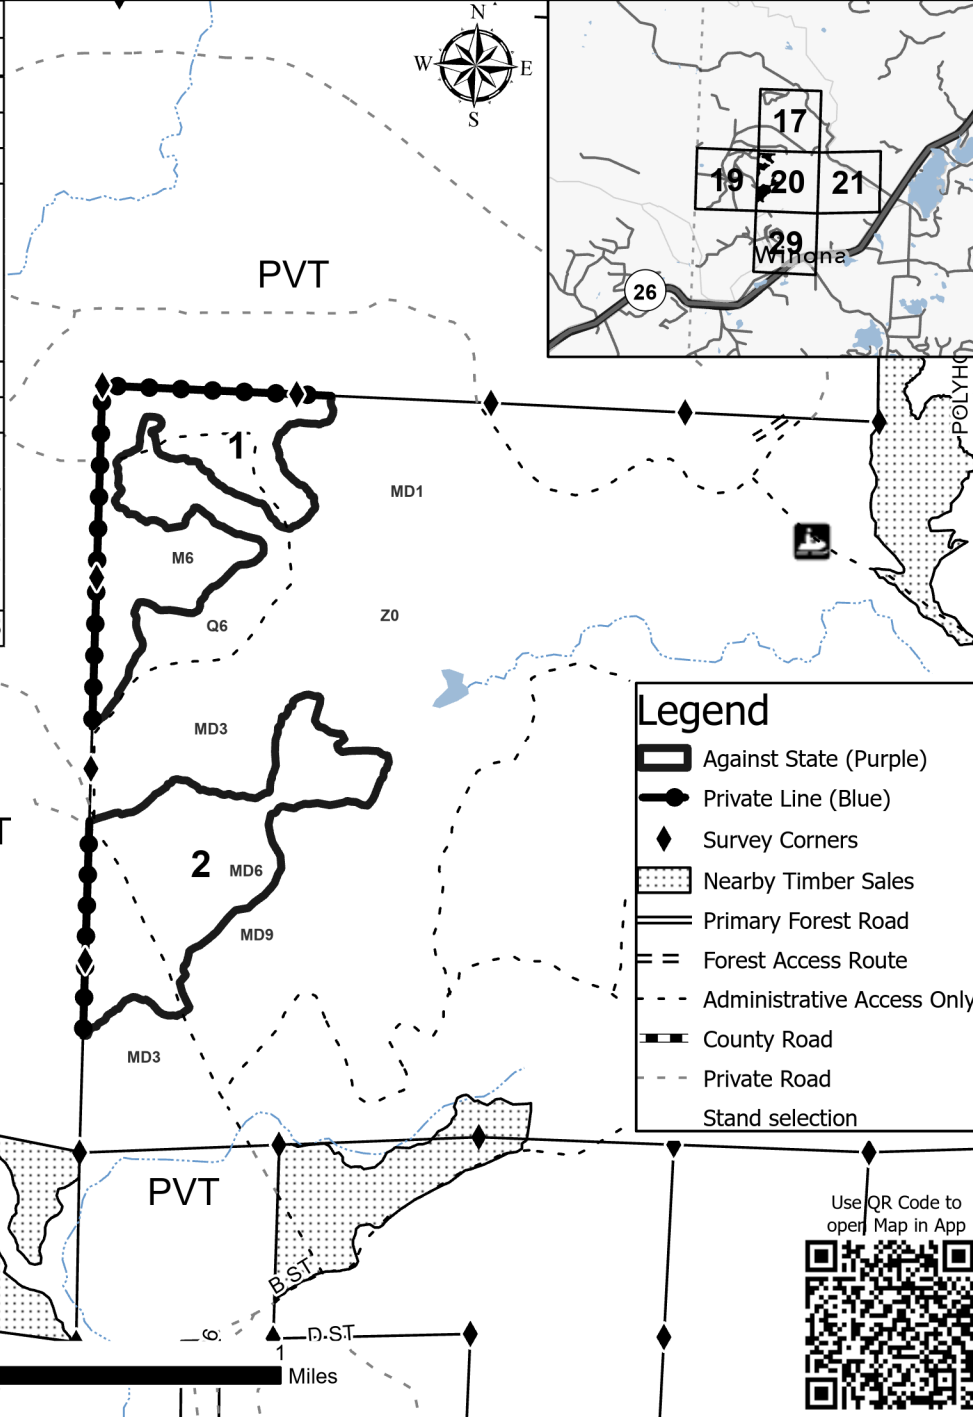 N
W
E
S
17
19
20
21
29
Winona
26
PVT
POLYHO
1
MD1
M6
Q6
Z0
MD3
2
MD6
MD9
MD3
T
Legend
Against State (Purple)
Private Line (Blue)
Survey Corners
Nearby Timber Sales
Primary Forest Road
Forest Access Route
Administrative Access Only
County Road
Private Road
Stand selection
PVT
Use QR Code to
open Map in App
B ST
D ST
6
1
Miles